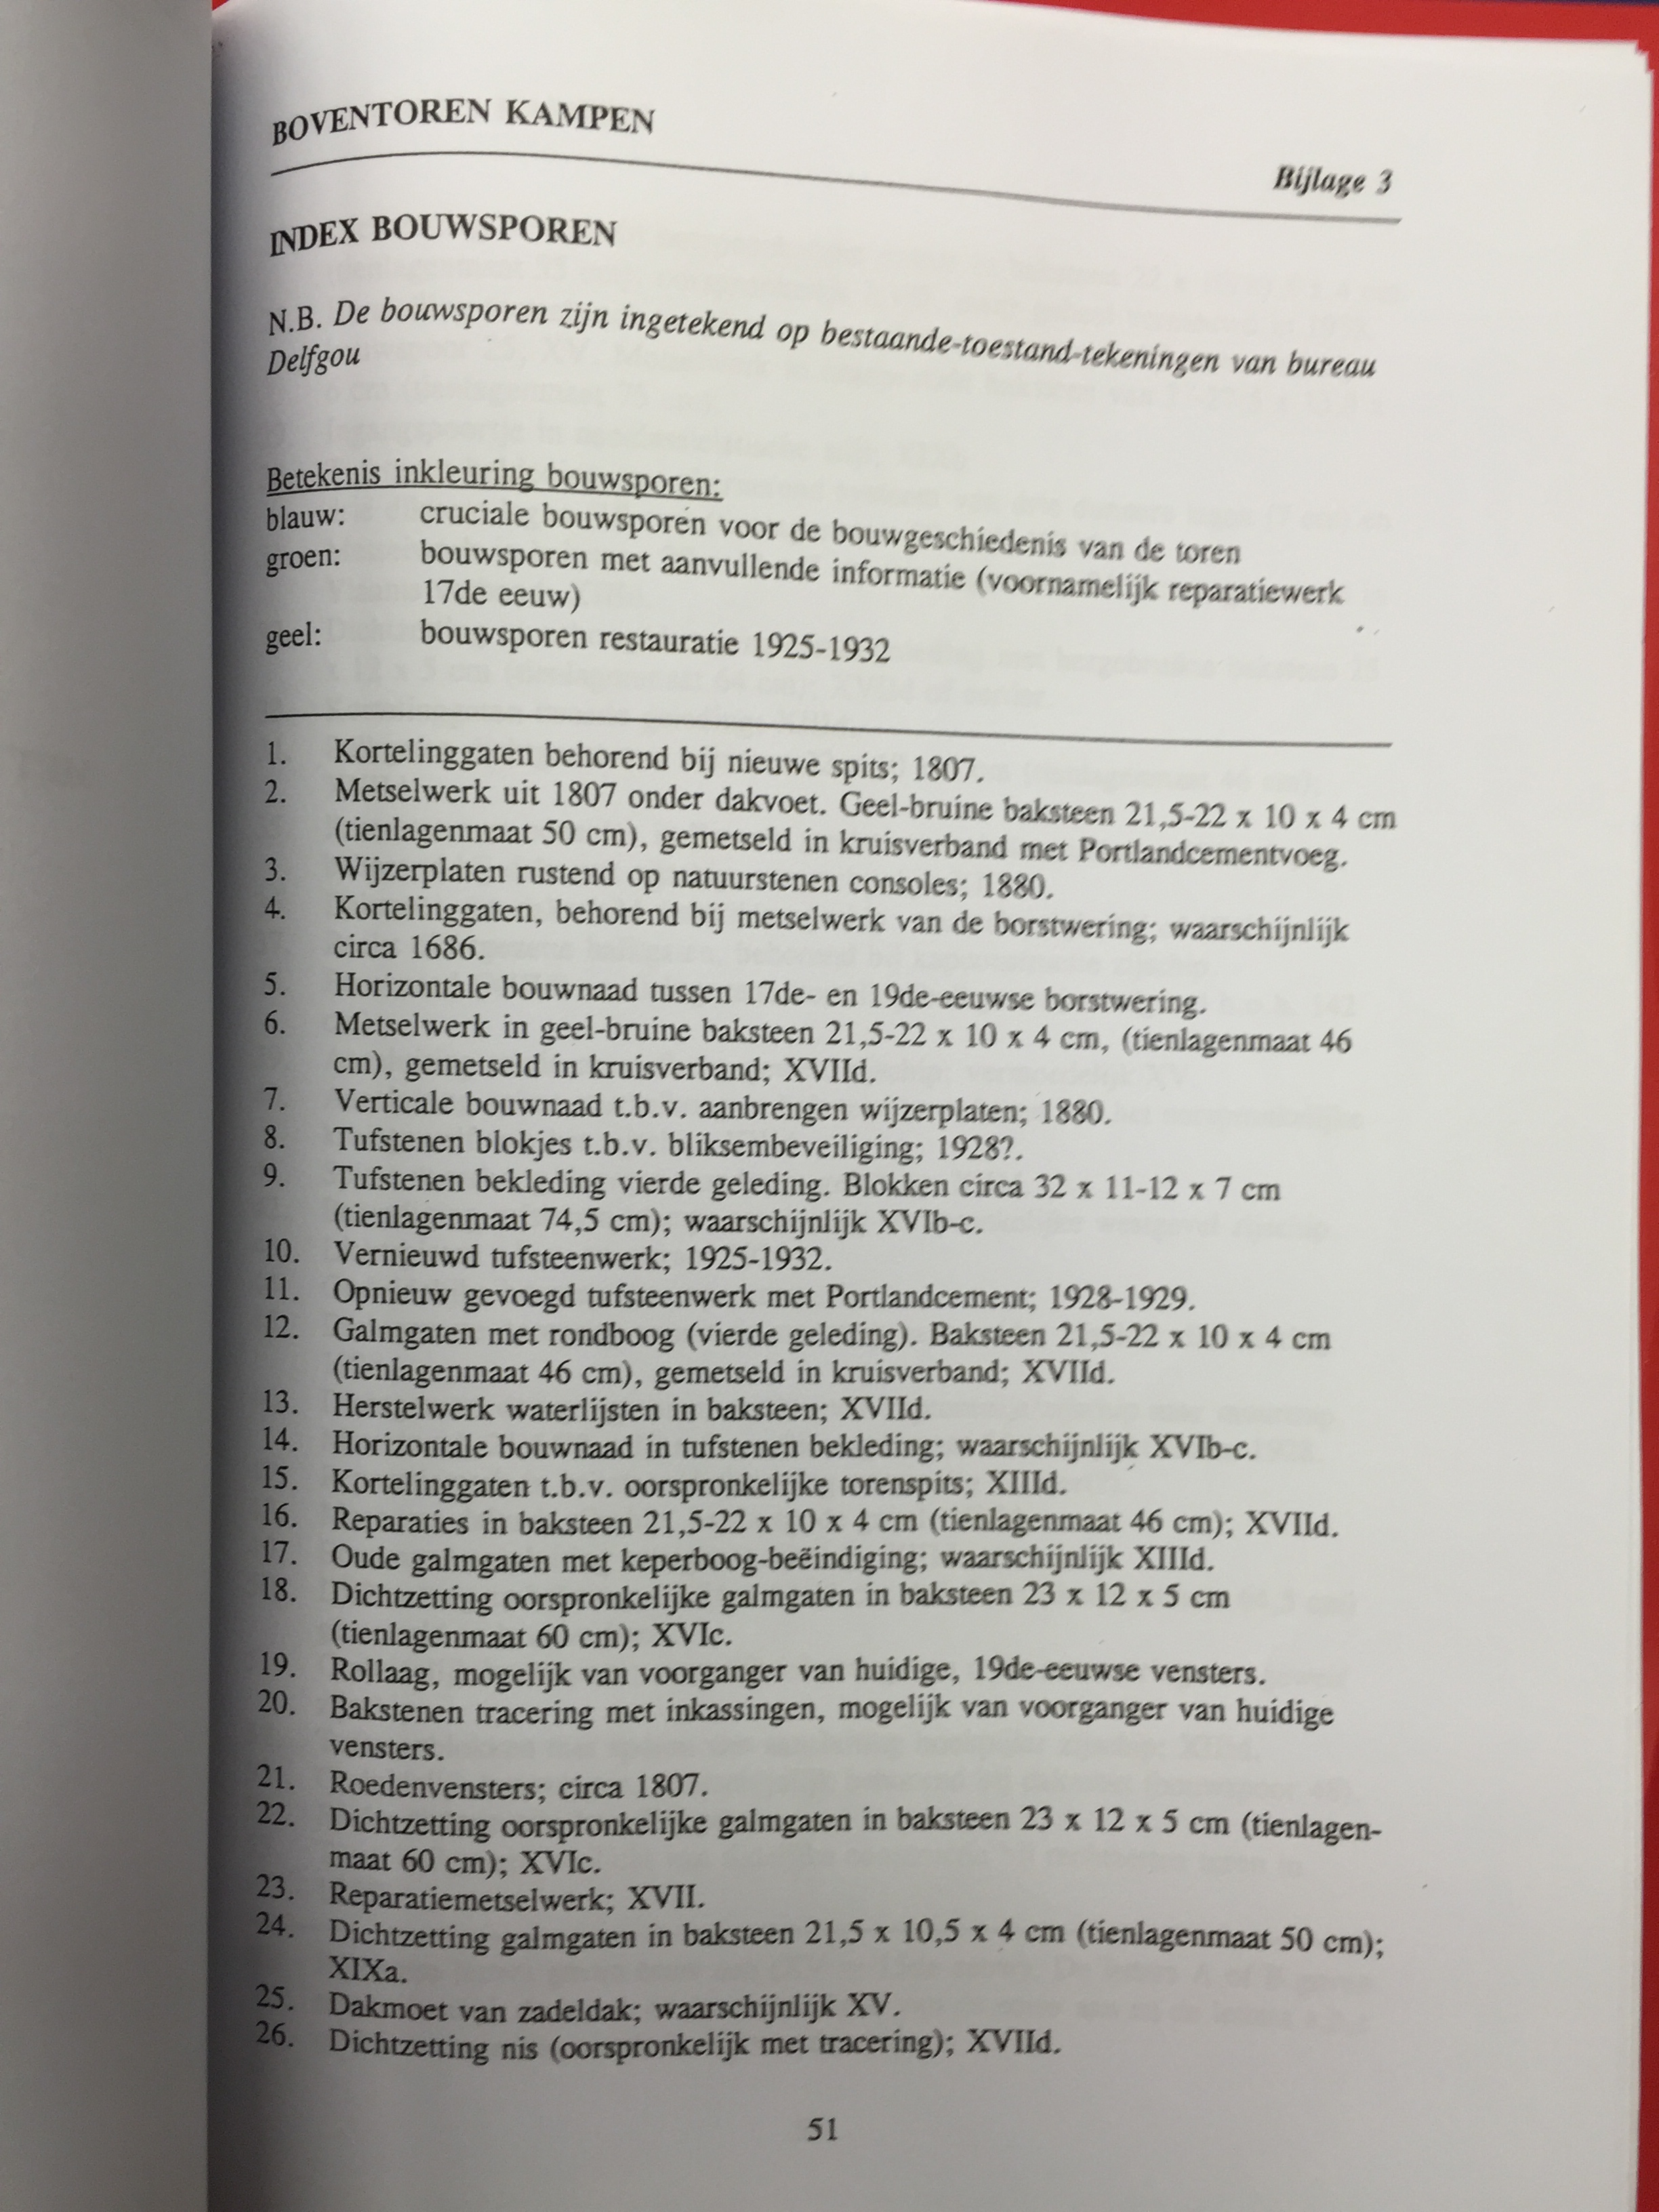 BOVENTOREN KAMPEN
Bijlage 3
INDEX BOUWSPOREN
N.B. De bouwsporen zijn ingetekend op bestaande-toestand-tekeningen van bureau
Delfgou
Betekenis inkleuring bouwsporen:
blauw: cruciale bouwsporen voor de bouwgeschiedenis van de toren
groen: bouwsporen met aanvullende informatie (voornamelijk reparatiewerk
17de eeuw)
geel: bouwsporen restauratie 1925-1932
1. Kortelinggaten behorend bij nieuwe spits; 1807.
2. Metselwerk uit 1807 onder dakvoet. Geel-bruine baksteen 21,5-22 x 10 x 4 cm
(tienlagenmaat 50 cm), gemetseld in kruisverband met Portlandcementvoeg.
3. Wijzerplaten rustend op natuurstenen consoles; 1880.
4. Kortelinggaten, behorend bij metselwerk van de borstwering; waarschijnlijk
circa 1686.
5. Horizontale bouwnaad tussen 17de- en 19de-eeuwse borstwering.
6. Metselwerk in geel-bruine baksteen 21,5-22 x 10 x 4 cm, (tienlagenmaat 46
cm), gemetseld in kruisverband; XVIId.
7. Verticale bouwnaad t.b.v. aanbrengen wijzerplaten; 1880.
8. Tufstenen blokjes t.b.v. bliksembeveiliging; 1928?.
9. Tufstenen bekleding vierde geleding. Blokken circa 32 x 11-12 x 7 cm
(tienlagenmaat 74,5 cm); waarschijnlijk XVIb-c.
10. Vernieuwd tufsteenwerk; 1925-1932.
11. Opnieuw gevoegd tufsteenwerk met Portlandcement; 1928-1929.
12. Galmgaten met rondboog (vierde geleding). Baksteen 21,5-22 x 10 x 4 cm
(tienlagenmaat 46 cm), gemetseld in kruisverband; XVIId.
13. Herstelwerk waterlijsten in baksteen; XVIId.
14. Horizontale bouwnaad in tufstenen bekleding; waarschijnlijk XVIb-c.
15. Kortelinggaten t.b.v. oorspronkelijke torenspits; XIIId.
16. Reparaties in baksteen 21,5-22 x 10 x 4 cm (tienlagenmaat 46 cm); XVIId.
17. Oude galmgaten met keperboog-beëindiging; waarschijnlijk XIIId.
18. Dichtzetting oorspronkelijke galmgaten in baksteen 23 x 12 x 5 cm
(tienlagenmaat 60 cm); XVIc.
19. Rollaag, mogelijk van voorganger van huidige, 19de-eeuwse vensters.
20. Bakstenen tracering met inkassingen, mogelijk van voorganger van huidige
vensters.
21. Roedenvensters; circa 1807.
22. Dichtzetting oorspronkelijke galmgaten in baksteen 23 x 12 x 5 cm (tienlagen-
maat 60 cm); XVIc.
23. Reparatiemetselwerk; XVII.
24. Dichtzetting galmgaten in baksteen 21,5 x 10,5 x 4 cm (tienlagenmaat 50 cm);
XIXa.
25. Dakmoet van zadeldak; waarschijnlijk XV.
26. Dichtzetting nis (oorspronkelijk met tracering); XVIId.
51